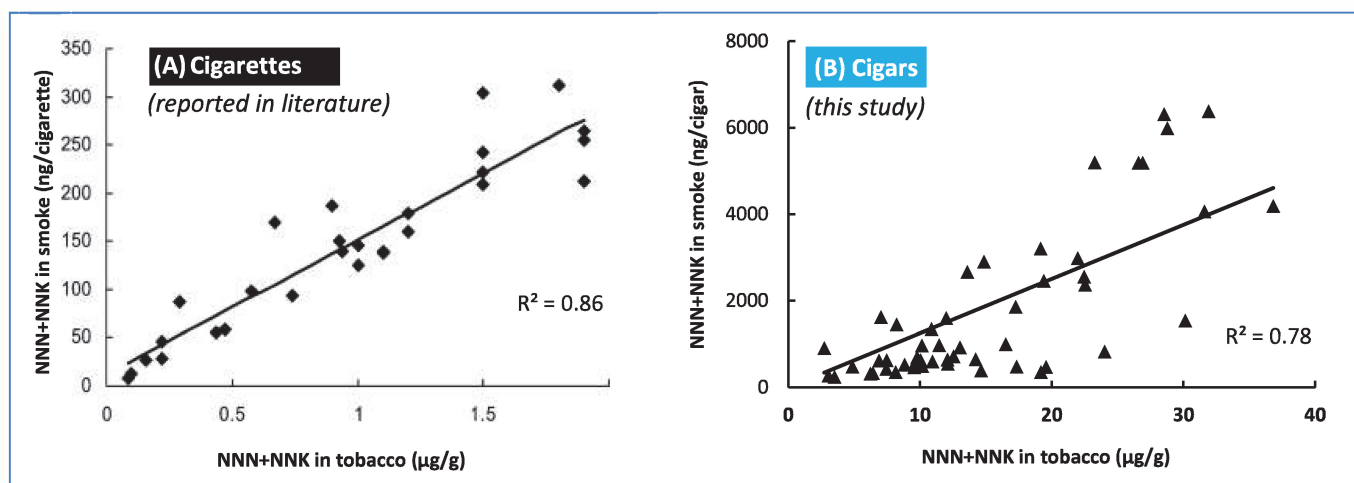 (A) Cigarettes
(reported in literature)
NNN+NNK in smoke (ng/cigarette)
350
300
250
200
150
100
50
0
0
0.5
1
1.5
R² = 0.86
NNN+NNK in tobacco (µg/g)
(B) Cigars
(this study)
NNN+NNK in smoke (ng/cigar)
8000
6000
4000
2000
0
0
10
20
30
40
R² = 0.78
NNN+NNK in tobacco (µg/g)